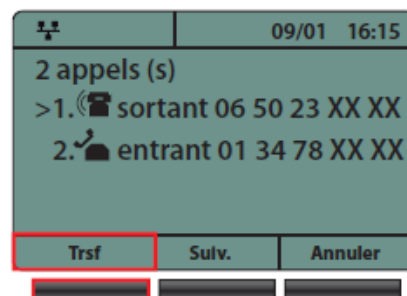 09/01 16:15
2 appels (s)
>1. sortant 06 50 23 XX XX
2. entrant 01 34 78 XX XX
Trsf Suiv. Annuler